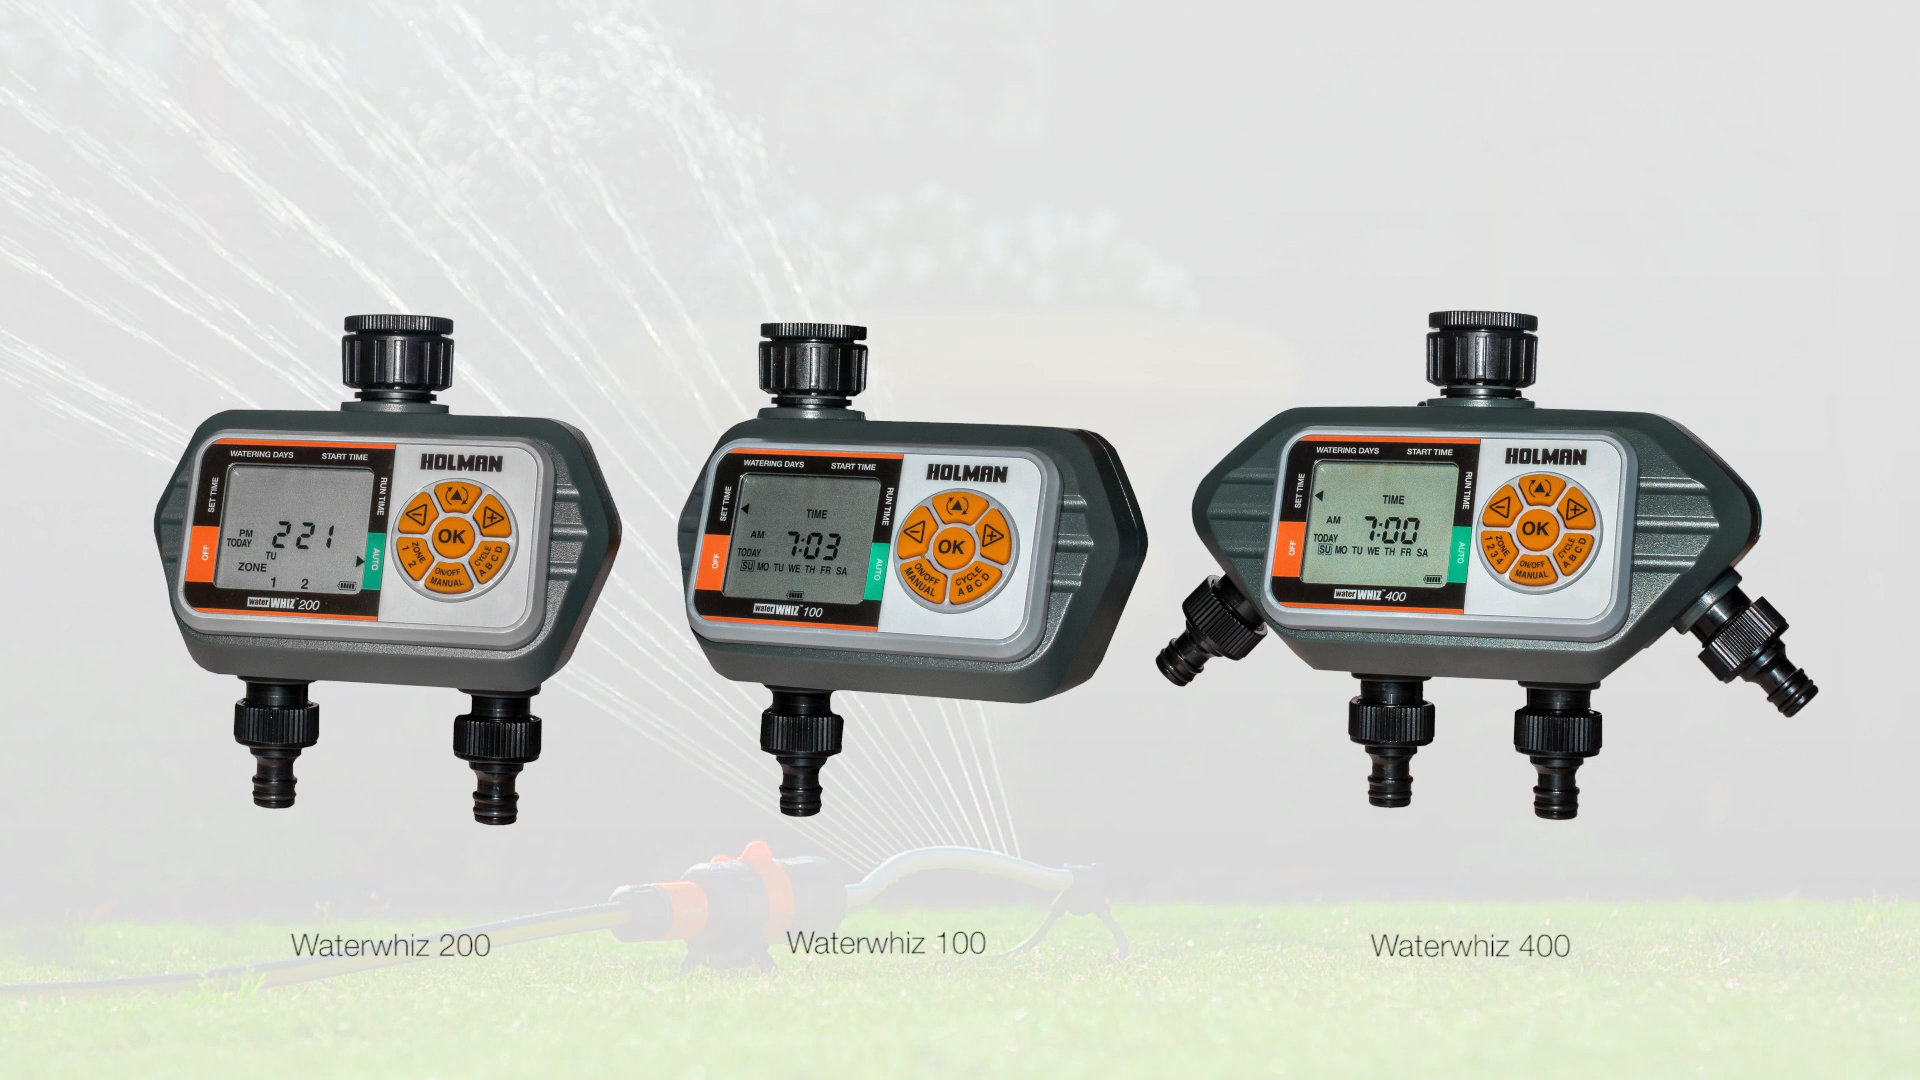 WATERING DAYS START TIME
SET TIME
RUN TIME
OFF
AUTO
PM
TODAY
2 21
TU
ZONE
1 2
water WHIZ™ 200
HOLMAN
OK
ZONE
1 2
ON/OFF
MANUAL
CYCLE
A B C D
WATERING DAYS START TIME
SET TIME
RUN TIME
OFF
AUTO
TIME
AM
7:03
TODAY
SU MO TU WE TH FR SA
water WHIZ™ 100
HOLMAN
OK
ON/OFF
MANUAL
CYCLE
A B C D
WATERING DAYS START TIME
SET TIME
RUN TIME
OFF
AUTO
TIME
AM
7:00
TODAY
SU MO TU WE TH FR SA
water WHIZ™ 400
HOLMAN
OK
ZONE
1 2 3 4
ON/OFF
MANUAL
CYCLE
A B C D
Waterwhiz 200
Waterwhiz 100
Waterwhiz 400